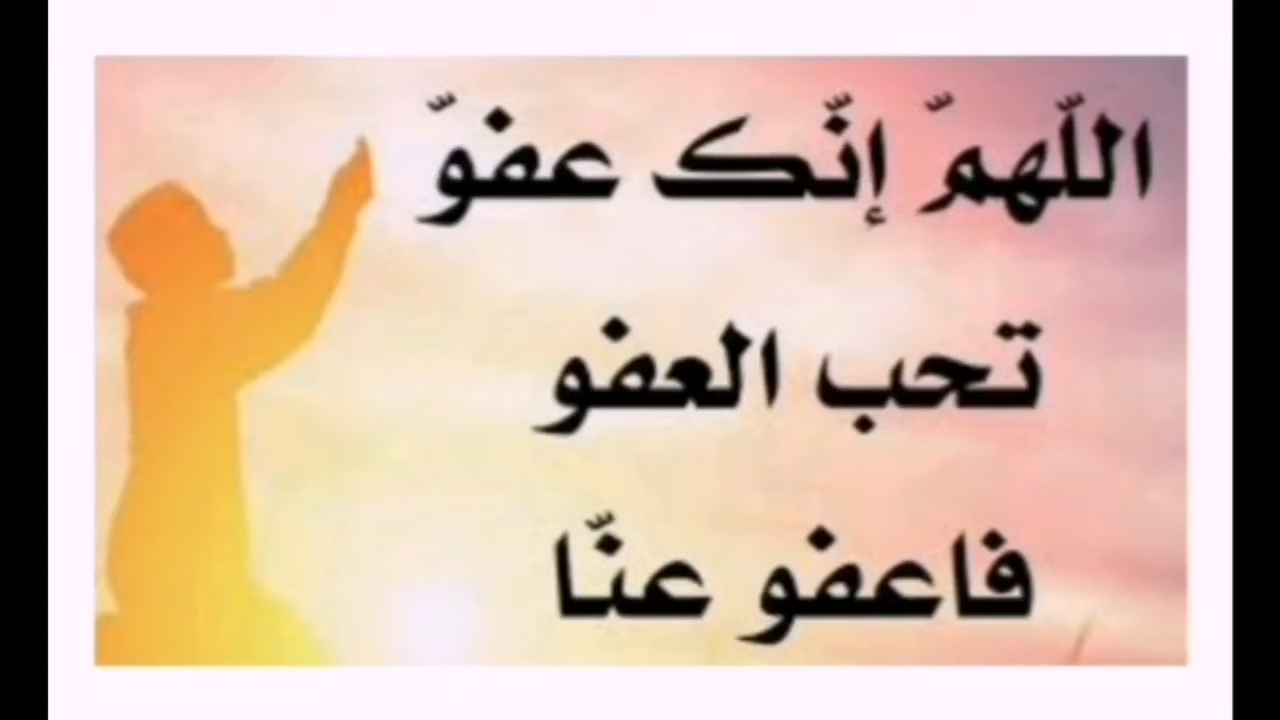 اللّهمّ إنّك عفوّ
تحب العفو
فاعفو عنّا